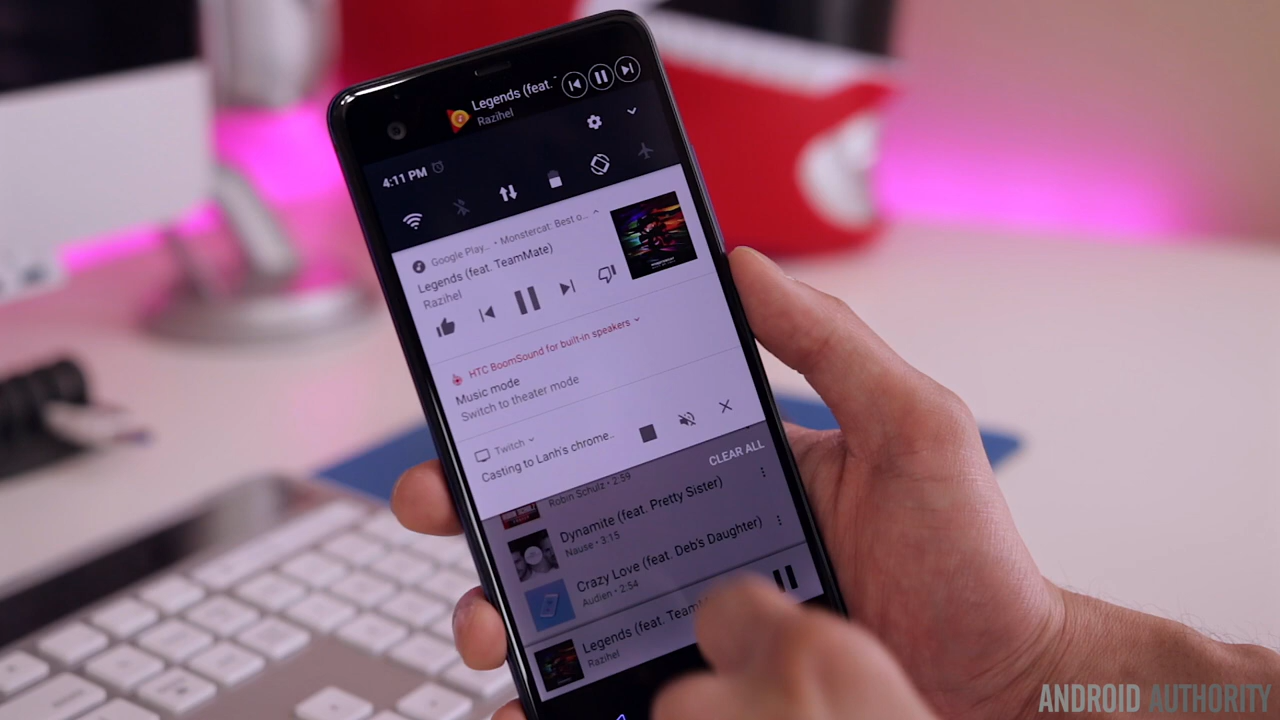 Legends (feat.
Razihel
4:11 PM
Google Play... • Monstercat: Best o...
Legends (feat. TeamMate)
Razihel
HTC BoomSound for built-in speakers
Music mode
Switch to theater mode
Twitch
Casting to Lanh's chrome..
CLEAR ALL
Robin Schulz • 2:59
Dynamite (feat. Pretty Sister)
Nause • 3:15
Crazy Love (feat. Deb's Daughter)
Audien • 2:54
Legends (feat. Team
Razihel
ANDROID AUTHORITY